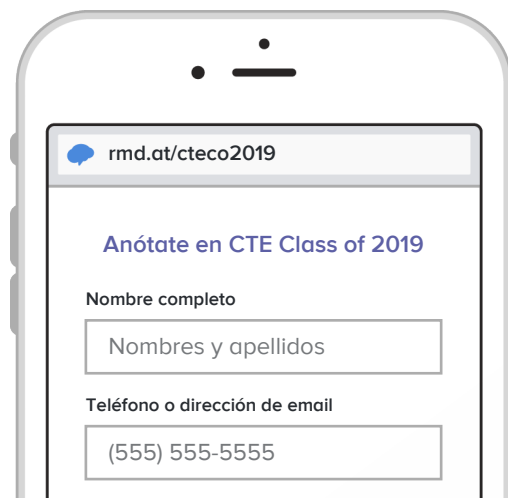 rmd.at/cteco2019
Anótate en CTE Class of 2019
Nombre completo
Nombres y apellidos
Teléfono o dirección de email
(555) 555-5555